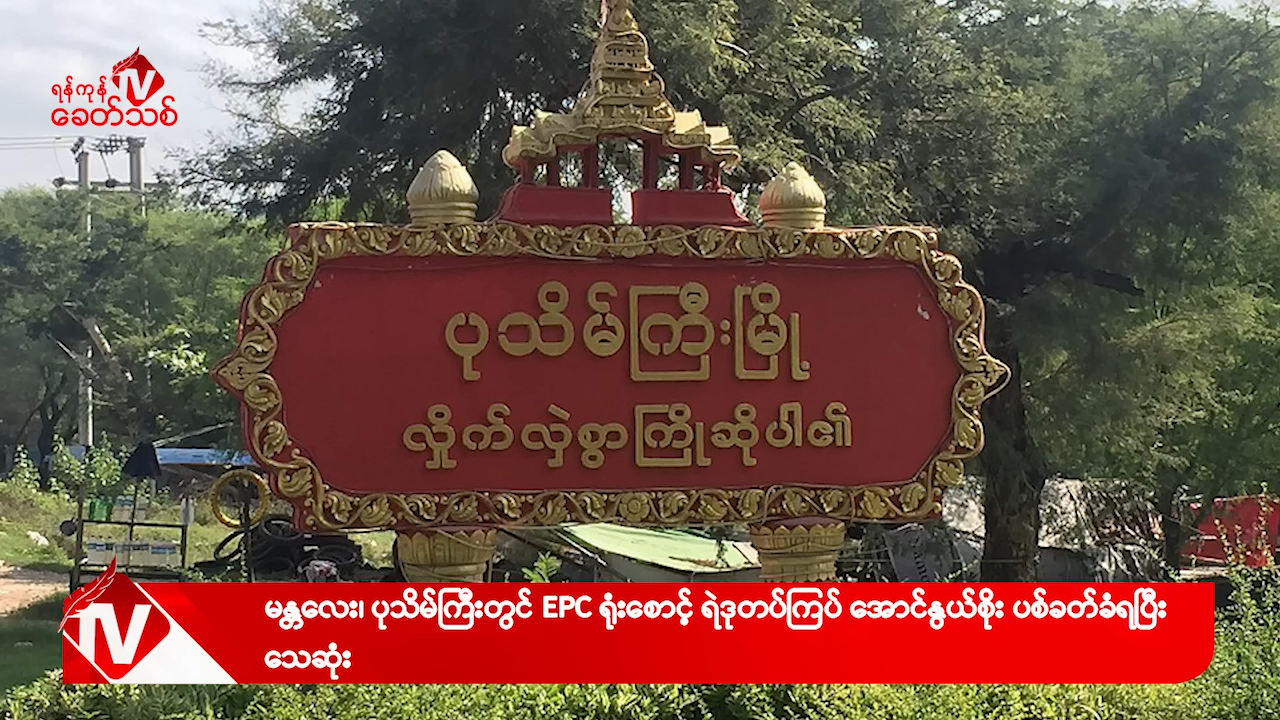 ရန်ကုန် TV
ခေတ်သစ်
ပုသိမ်ကြီးမြို့
လှိုက်လှဲစွာကြိုဆိုပါ၏
TV
မန္တလေး၊ ပုသိမ်ကြီးတွင် EPC ရုံးစောင့် ရဲဒုတပ်ကြပ် အောင်နွယ်စိုး ပစ်ခတ်ခံရပြီး
သေဆုံး